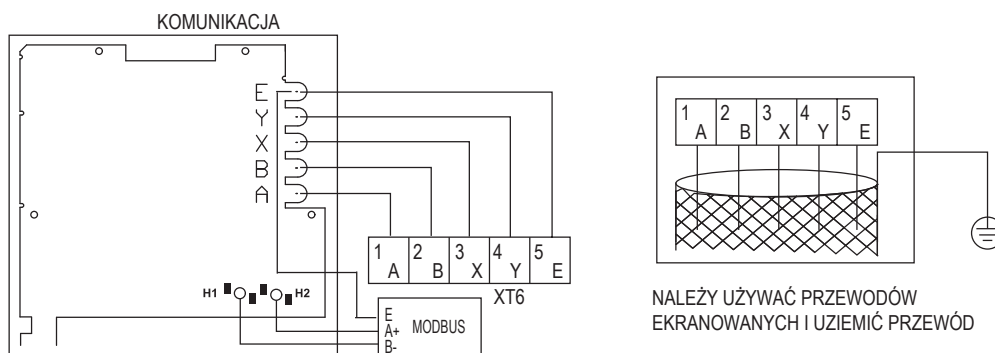 KOMUNIKACJA
E
Y
X
B
A
1 A 2 B 3 X 4 Y 5 E
XT6
H1 H2
E
A+ MODBUS
B-
1 A 2 B 3 X 4 Y 5 E
NALEŻY UŻYWAĆ PRZEWODÓW
EKRANOWANYCH I UZIEMIĆ PRZEWÓD